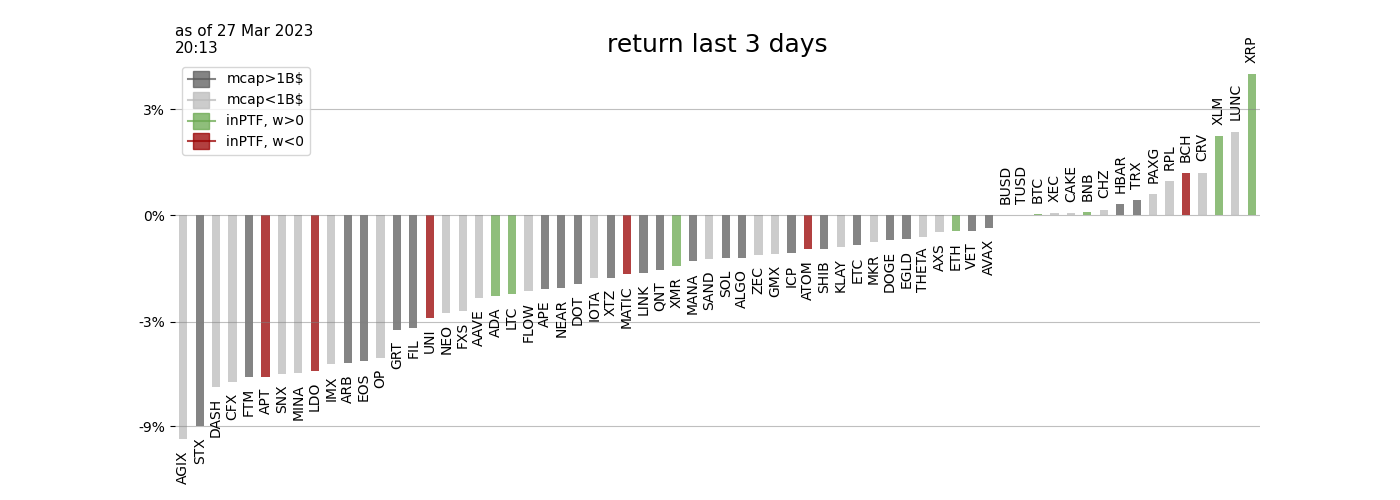 as of 27 Mar 2023
20:13
return last 3 days
mcap>1B$
mcap<1B$
inPTF, w>0
inPTF, w<0
3%
0%
-3%
-9%
AGIX
STX
DASH
CFX
FTM
APT
SNX
MINA
LDO
IMX
ARB
EOS
OP
GRT
FIL
UNI
NEO
FXS
AAVE
ADA
LTC
FLOW
APE
NEAR
DOT
IOTA
XTZ
MATIC
LINK
QNT
XMR
MANA
SAND
SOL
ALGO
ZEC
GMX
ICP
ATOM
SHIB
KLAY
ETC
MKR
DOGE
EGLD
THETA
AXS
ETH
VET
AVAX
BUSD
TUSD
BTC
XEC
CAKE
BNB
CHZ
HBAR
TRX
PAXG
RPL
BCH
CRV
XLM
LUNC
XRP